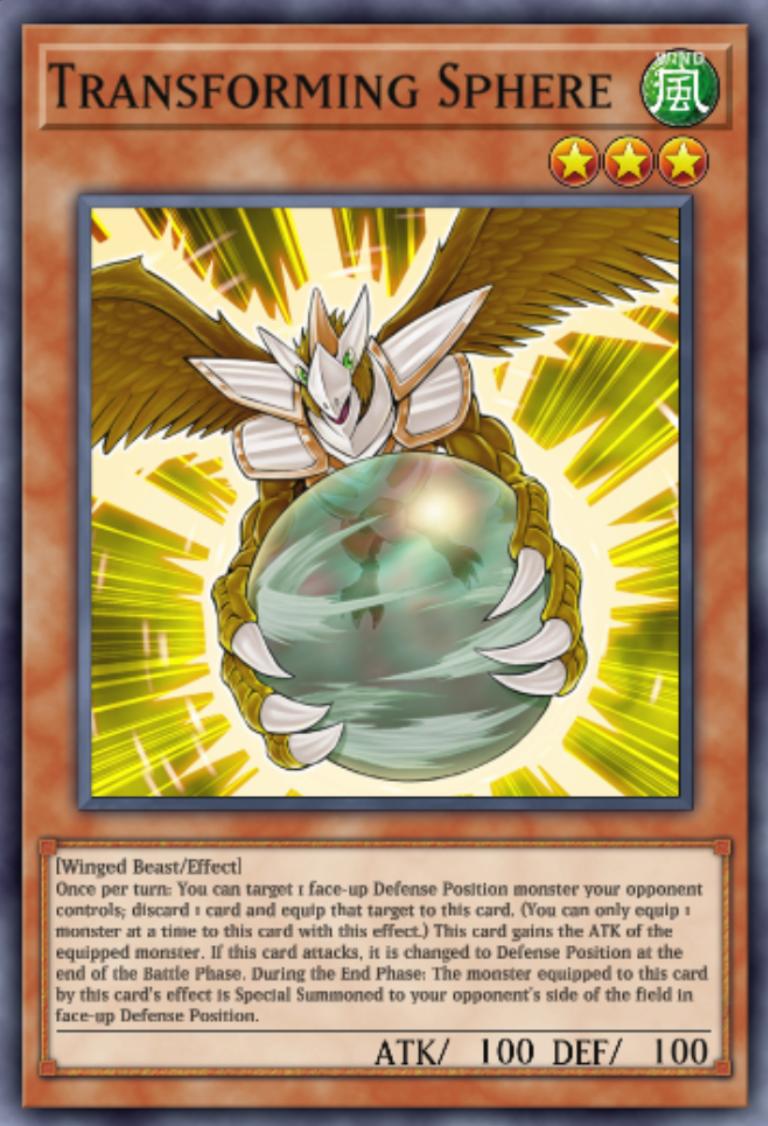 TRANSFORMING SPHERE
WIND
風
[Winged Beast/Effect]
Once per turn: You can target 1 face-up Defense Position monster your opponent
controls; discard 1 card and equip that target to this card. (You can only equip 1
monster at a time to this card with this effect.) This card gains the ATK of the
equipped monster. If this card attacks, it is changed to Defense Position at the
end of the Battle Phase. During the End Phase: The monster equipped to this card
by this card's effect is Special Summoned to your opponent's side of the field in
face-up Defense Position.
ATK/ 100 DEF/ 100